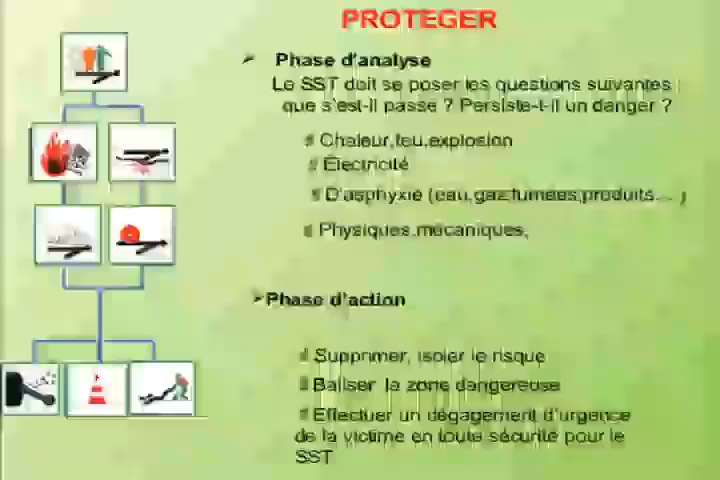 PROTEGER
Phase d'analyse
Le SST doit se poser les questions suivantes :
que s'est-il passe ? Persiste-t-il un danger ?
Chaleur,feu,explosion
Électricité
D'asphyxie (eau,gaz,fumées,produits… )
Physiques,mécaniques,
Phase d'action
Supprimer, isoler le risque
Baliser la zone dangereuse
Effectuer un dégagement d'urgence
de la victime en toute sécurité pour le
SST